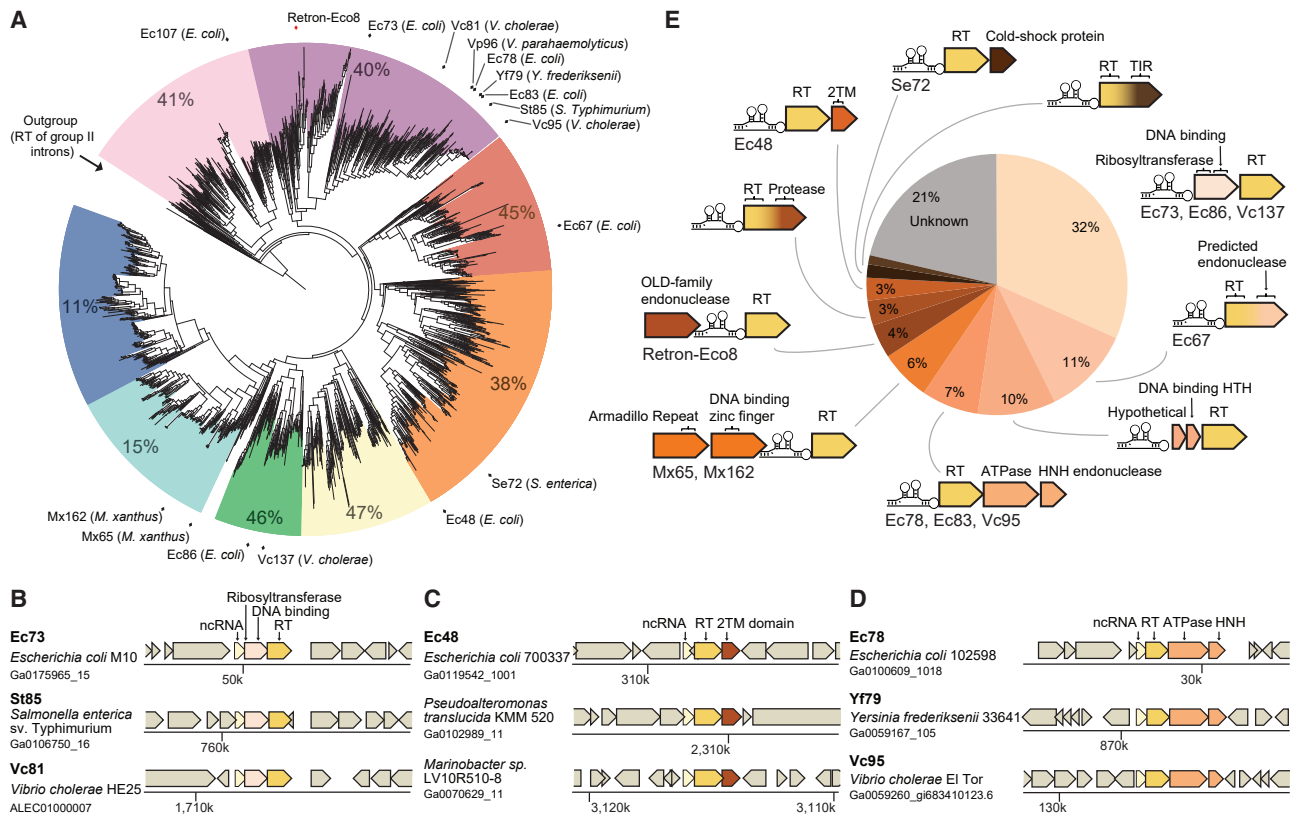 A
Retron-Eco8
Ec107 (E. coli)
Ec73 (E. coli)
Vc81 (V. cholerae)
Vp96 (V. parahaemolyticus)
Ec78 (E. coli)
Yf79 (Y. frederiksenii)
Ec83 (E. coli)
St85 (S. Typhimurium)
Vc95 (V. cholerae)
40%
41%
Outgroup
(RT of group II
introns)
45%
Ec67 (E. coli)
11%
38%
15%
46%
47%
Se72 (S. enterica)
Ec48 (E. coli)
Mx162 (M. xanthus)
Mx65 (M. xanthus)
Ec86 (E. coli)
Vc137 (V. cholerae)
E
RT
Cold-shock protein
Se72
RT TIR
RT 2TM
Ec48
DNA binding
Ribosyltransferase
RT
Ec73, Ec86, Vc137
RT Protease
21%
Unknown
32%
Predicted
endonuclease
RT
Ec67
OLD-family
endonuclease
RT
Retron-Eco8
3%
3%
4%
6%
7%
10%
11%
DNA binding HTH
Hypothetical
RT
Armadillo Repeat
DNA binding
zinc finger
RT
Mx65, Mx162
RT ATPase HNH endonuclease
Ec78, Ec83, Vc95
B
Ribosyltransferase
DNA binding
ncRNA
RT
Ec73
Escherichia coli M10
Ga0175965_15
50k
St85
Salmonella enterica
sv. Typhimurium
Ga0106750_16
760k
Vc81
Vibrio cholerae HE25
ALEC01000007
1,710k
C
ncRNA RT 2TM domain
Ec48
Escherichia coli 700337
Ga0119542_1001
310k
Pseudoalteromonas
translucida KMM 520
Ga0102989_11
2,310k
Marinobacter sp.
LV10R510-8
Ga0070629_11
3,120k
3,110k
D
ncRNA RT ATPase HNH
Ec78
Escherichia coli 102598
Ga0100609_1018
30k
Yf79
Yersinia frederiksenii 33641
Ga0059167_105
870k
Vc95
Vibrio cholerae El Tor
Ga0059260_gi683410123.6
130k